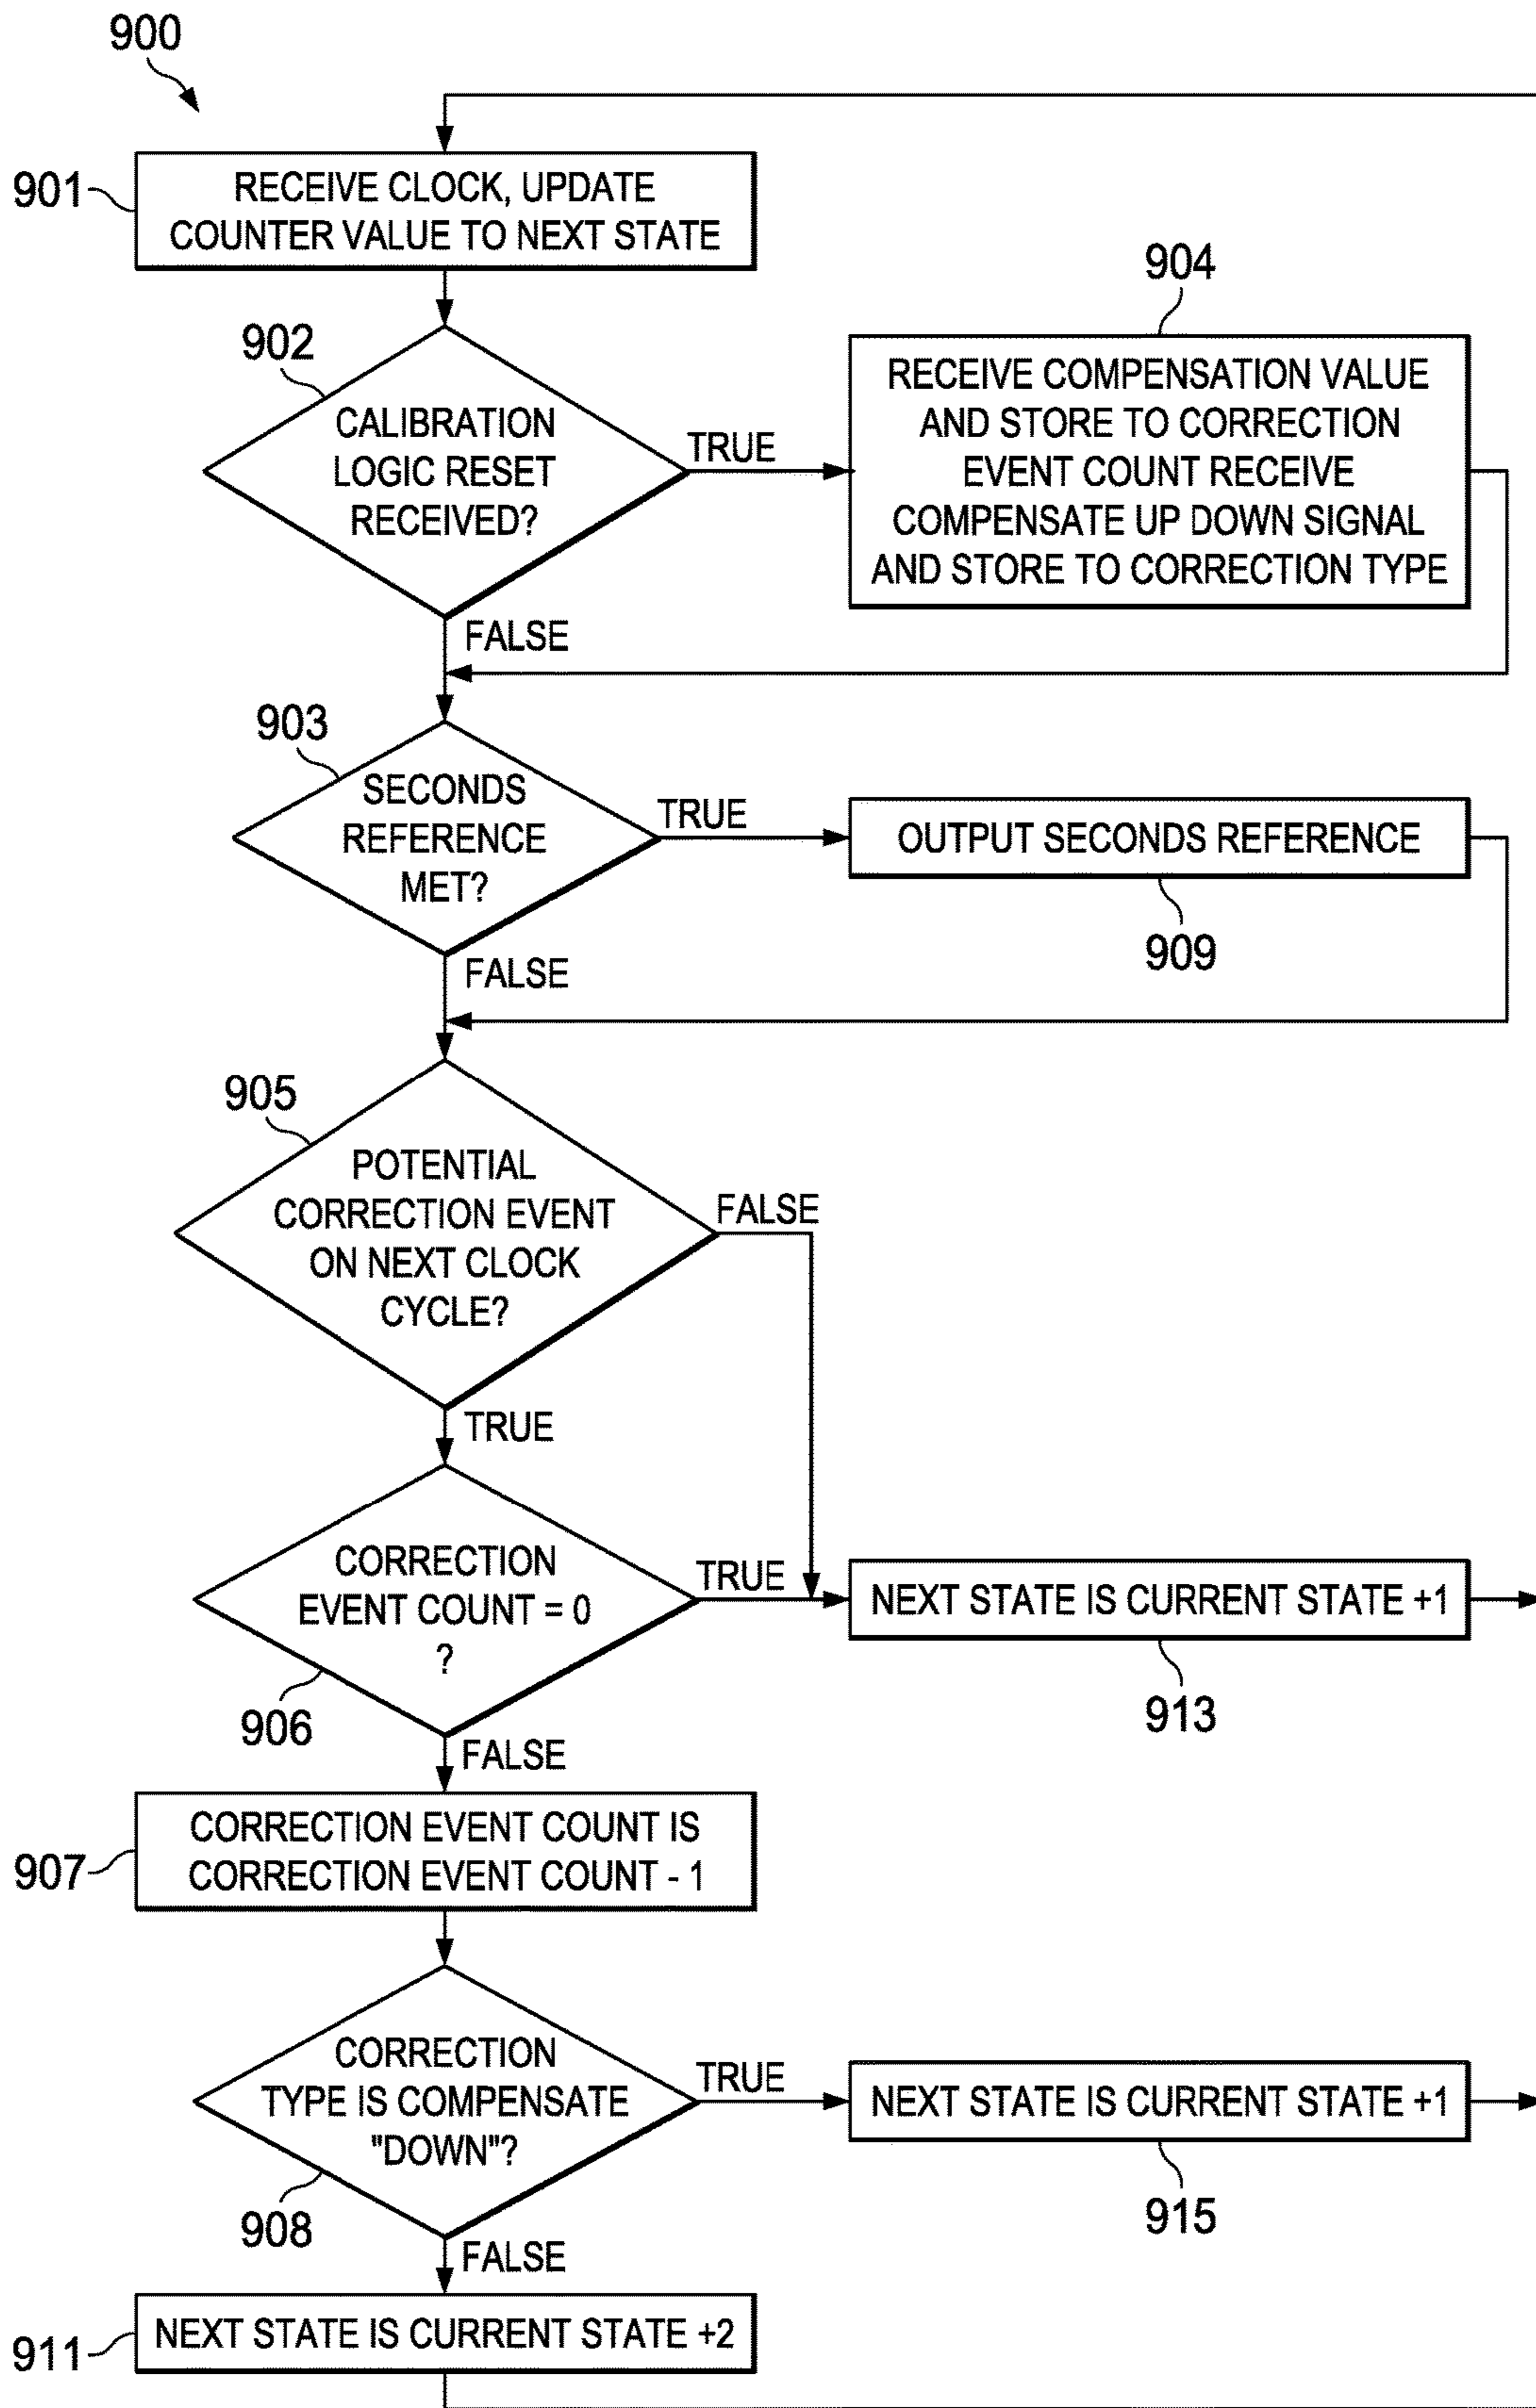 900
901
RECEIVE CLOCK, UPDATE
COUNTER VALUE TO NEXT STATE
902
CALIBRATION
LOGIC RESET
RECEIVED?
TRUE
FALSE
904
RECEIVE COMPENSATION VALUE
AND STORE TO CORRECTION
EVENT COUNT RECEIVE
COMPENSATE UP DOWN SIGNAL
AND STORE TO CORRECTION TYPE
903
SECONDS
REFERENCE
MET?
TRUE
FALSE
OUTPUT SECONDS REFERENCE
909
905
POTENTIAL
CORRECTION EVENT
ON NEXT CLOCK
CYCLE?
FALSE
TRUE
CORRECTION
EVENT COUNT = 0
?
906
TRUE
FALSE
NEXT STATE IS CURRENT STATE +1
913
907
CORRECTION EVENT COUNT IS
CORRECTION EVENT COUNT - 1
CORRECTION
TYPE IS COMPENSATE
"DOWN"?
908
TRUE
FALSE
NEXT STATE IS CURRENT STATE +1
915
911
NEXT STATE IS CURRENT STATE +2